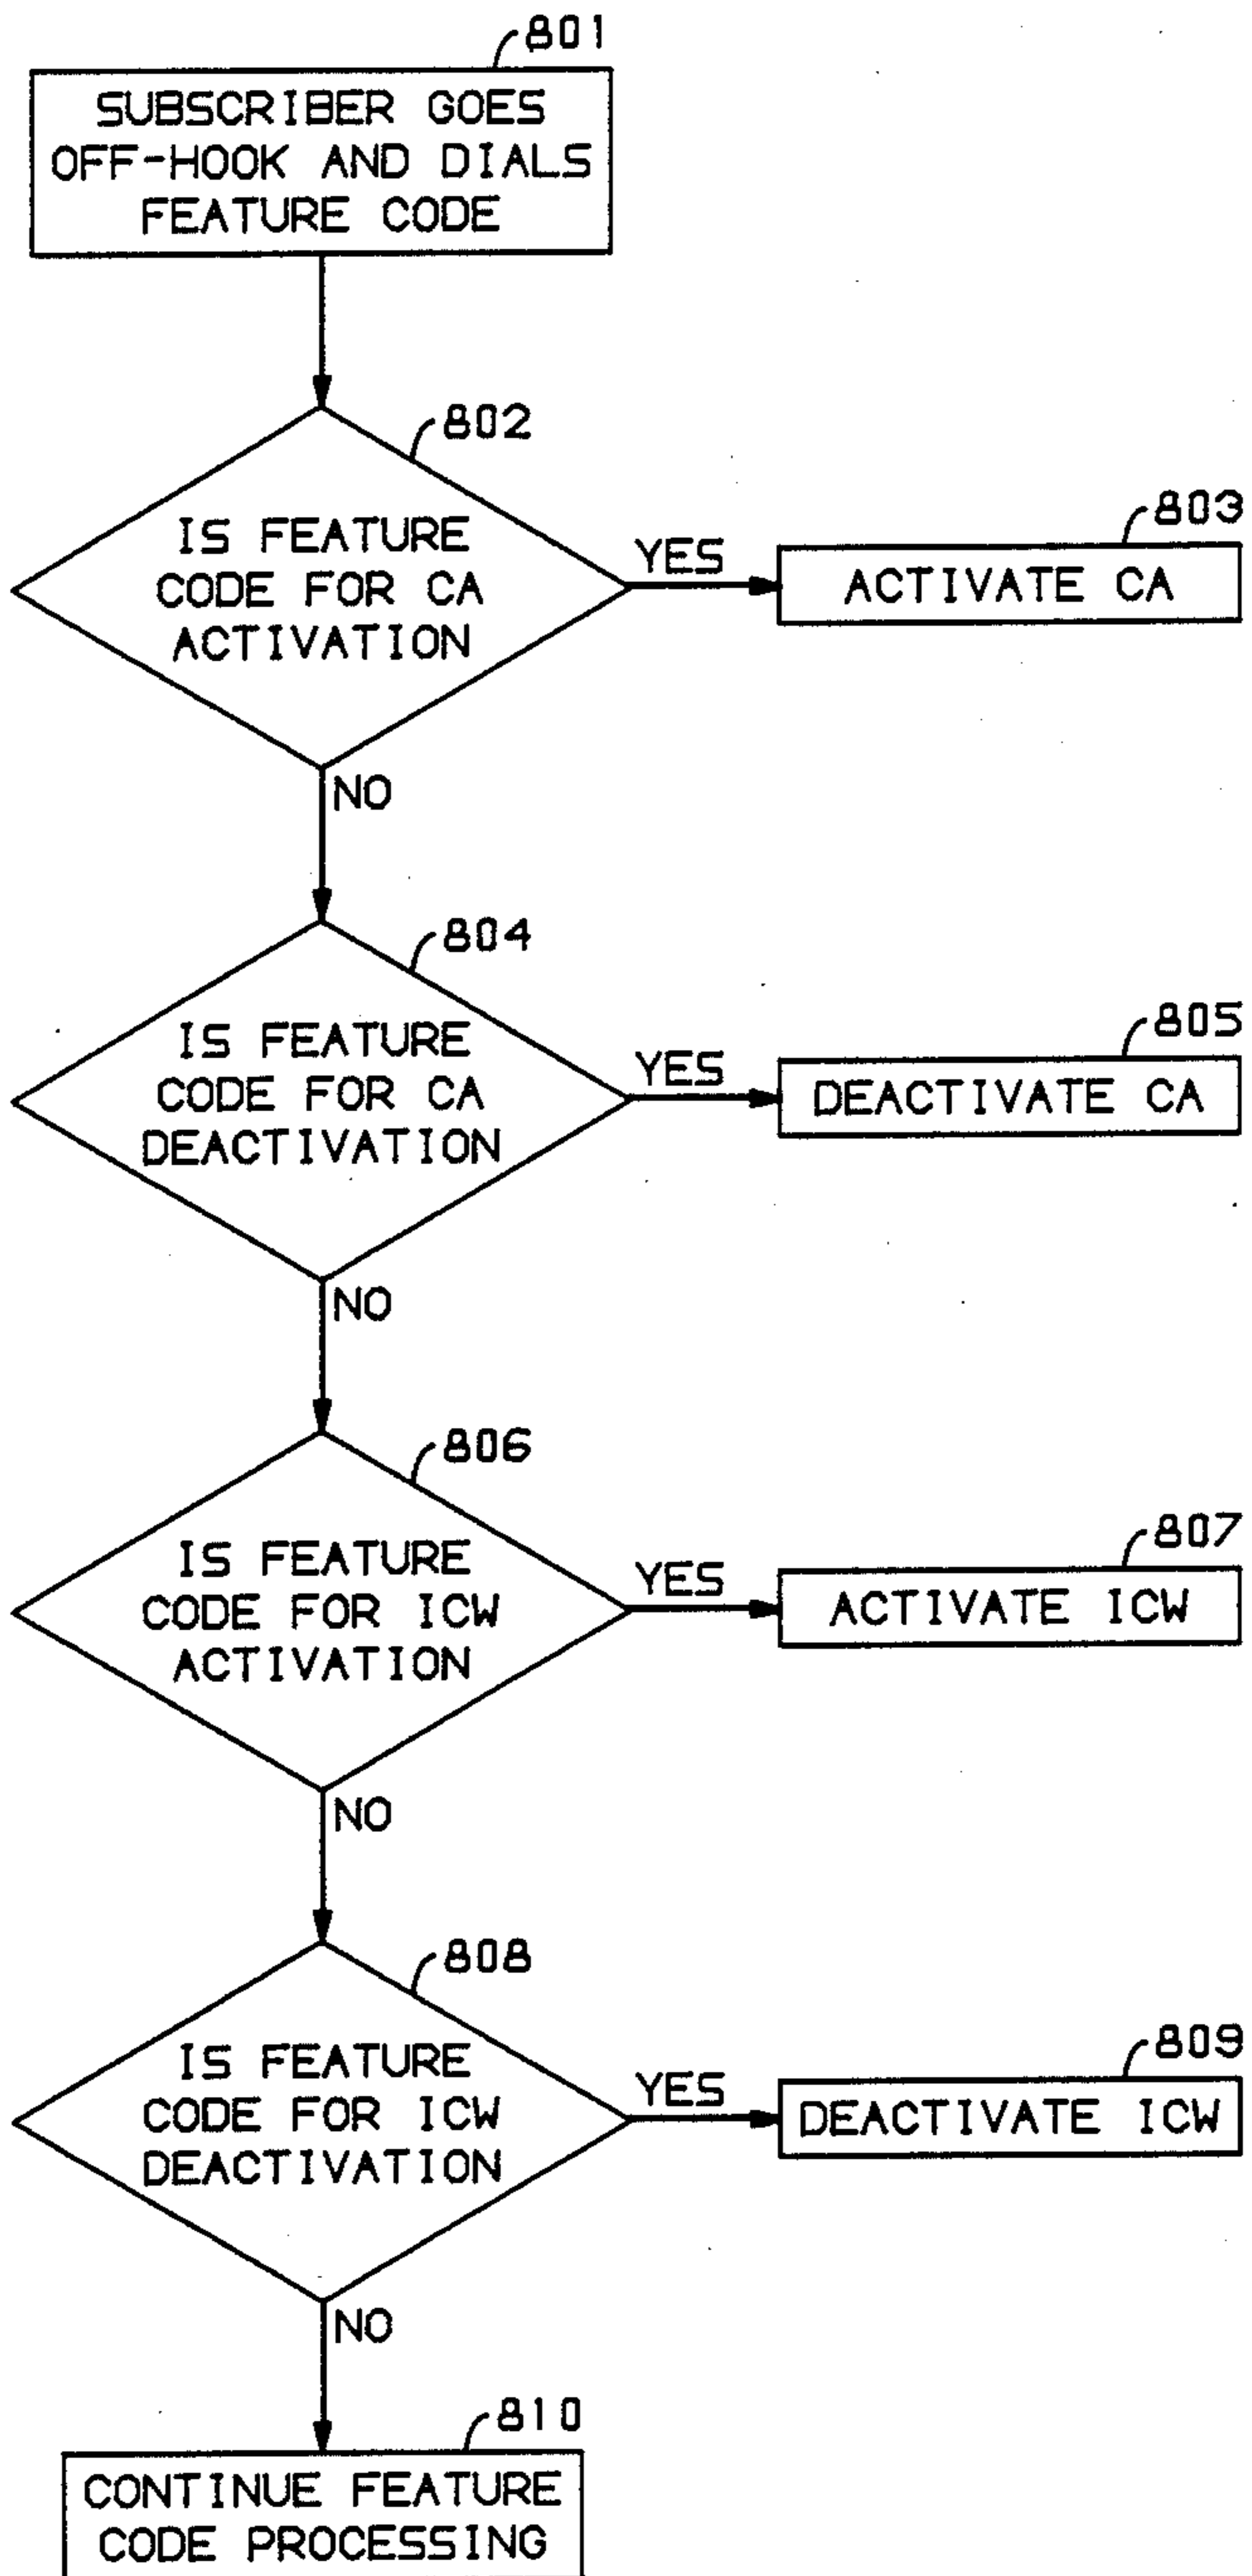 801
SUBSCRIBER GOES
OFF-HOOK AND DIALS
FEATURE CODE
802
IS FEATURE
CODE FOR CA
ACTIVATION
YES
803
ACTIVATE CA
NO
804
IS FEATURE
CODE FOR CA
DEACTIVATION
YES
805
DEACTIVATE CA
NO
806
IS FEATURE
CODE FOR ICW
ACTIVATION
YES
807
ACTIVATE ICW
NO
808
IS FEATURE
CODE FOR ICW
DEACTIVATION
YES
809
DEACTIVATE ICW
NO
810
CONTINUE FEATURE
CODE PROCESSING